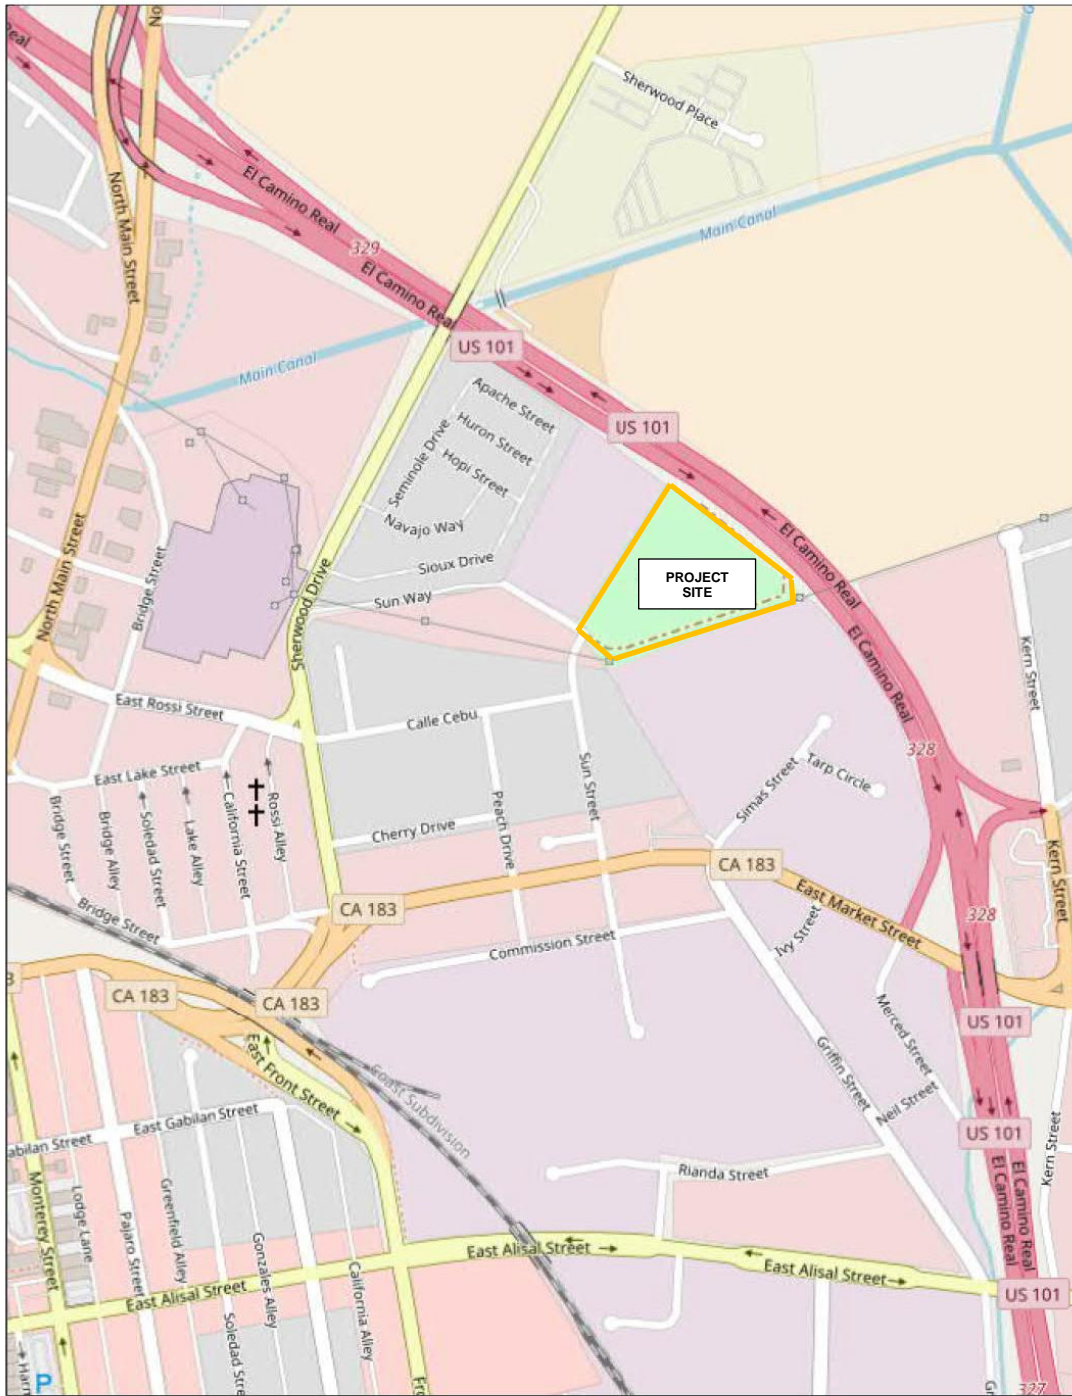 No
Real
Sherwood Place
El Camino Real
329
El Camino Real
Main Canal
North Main Street
US 101
Main Canal
Apache Street
Huron Street
Hopi Street
Seminole Drive
Navajo Way
Sioux Drive
Sun Way
US 101
El Camino Real
PROJECT
SITE
El Camino Real
Bridge Street
North Main Street
Sherwood Drive
Kern Street
East Rossi Street
Calle Cebu
Sun Street
328
East Lake Street
Simas Street
Tarp Circle
Bridge Street
Bridge Alley
Soledad Street
Lake Alley
California Street
Rossi Alley
Cherry Drive
Peach Drive
CA 183
Kern Street
CA 183
East Market Street
328
Bridge Street
Commission Street
Ivy Street
3
CA 183
CA 183
Merced Street
US 101
East Front Street
Griffin Street
Coast Subdivision
Neil Street
East Gabilan Street
abilan Street
US 101
Kern Street
Monterey Street
Lodge Lane
Pajaro Street
Greenfield Alley
Gonzales Alley
California Alley
Rianda Street
El Camino Real
El Camino Real
East Alisal Street
East Alisal Street
East Alisal Street
US 101
Soledad Street
Harr
P
Fro
Gr
327